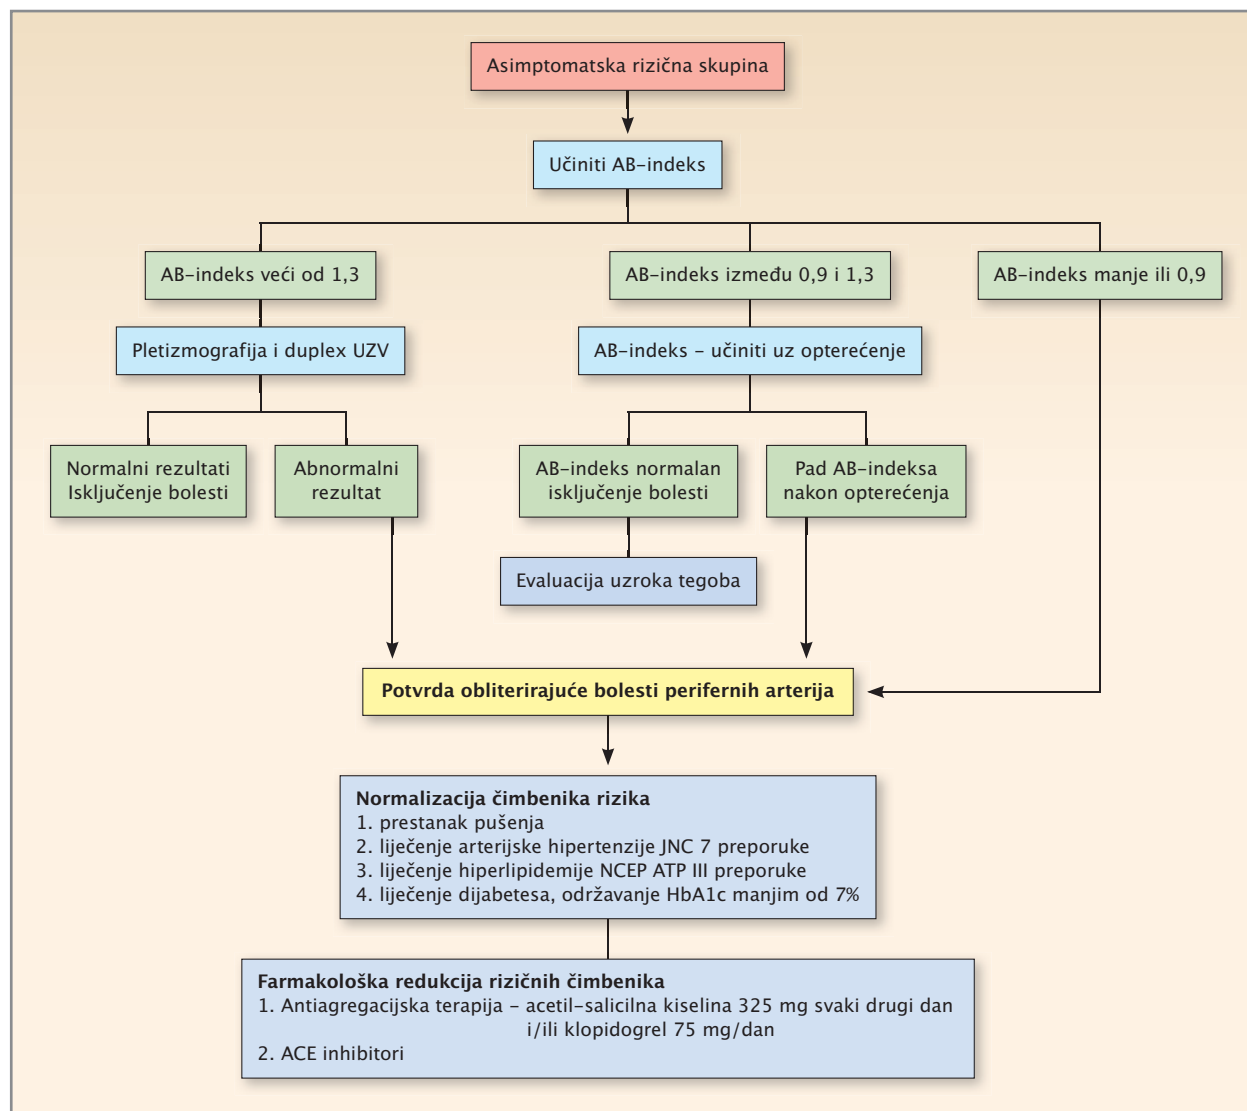 Asimptomatska rizična skupina
Učiniti AB-indeks
AB-indeks veći od 1,3
AB-indeks između 0,9 i 1,3
AB-indeks manje ili 0,9
Pletizmografija i duplex UZV
AB-indeks – učiniti uz opterećenje
Normalni rezultati
Isključenje bolesti
Abnormalni
rezultat
AB-indeks normalan
isključenje bolesti
Pad AB-indeksa
nakon opterećenja
Evaluacija uzroka tegoba
Potvrda obliterirajuće bolesti perifernih arterija
Normalizacija čimbenika rizika
1. prestanak pušenja
2. liječenje arterijske hipertenzije JNC 7 preporuke
3. liječenje hiperlipidemije NCEP ATP III preporuke
4. liječenje dijabetesa, održavanje HbA1c manjim od 7%
Farmakološka redukcija rizičnih čimbenika
1. Antiagregacijska terapija – acetil-salicilna kiselina 325 mg svaki drugi dan
i/ili klopidogrel 75 mg/dan
2. ACE inhibitori